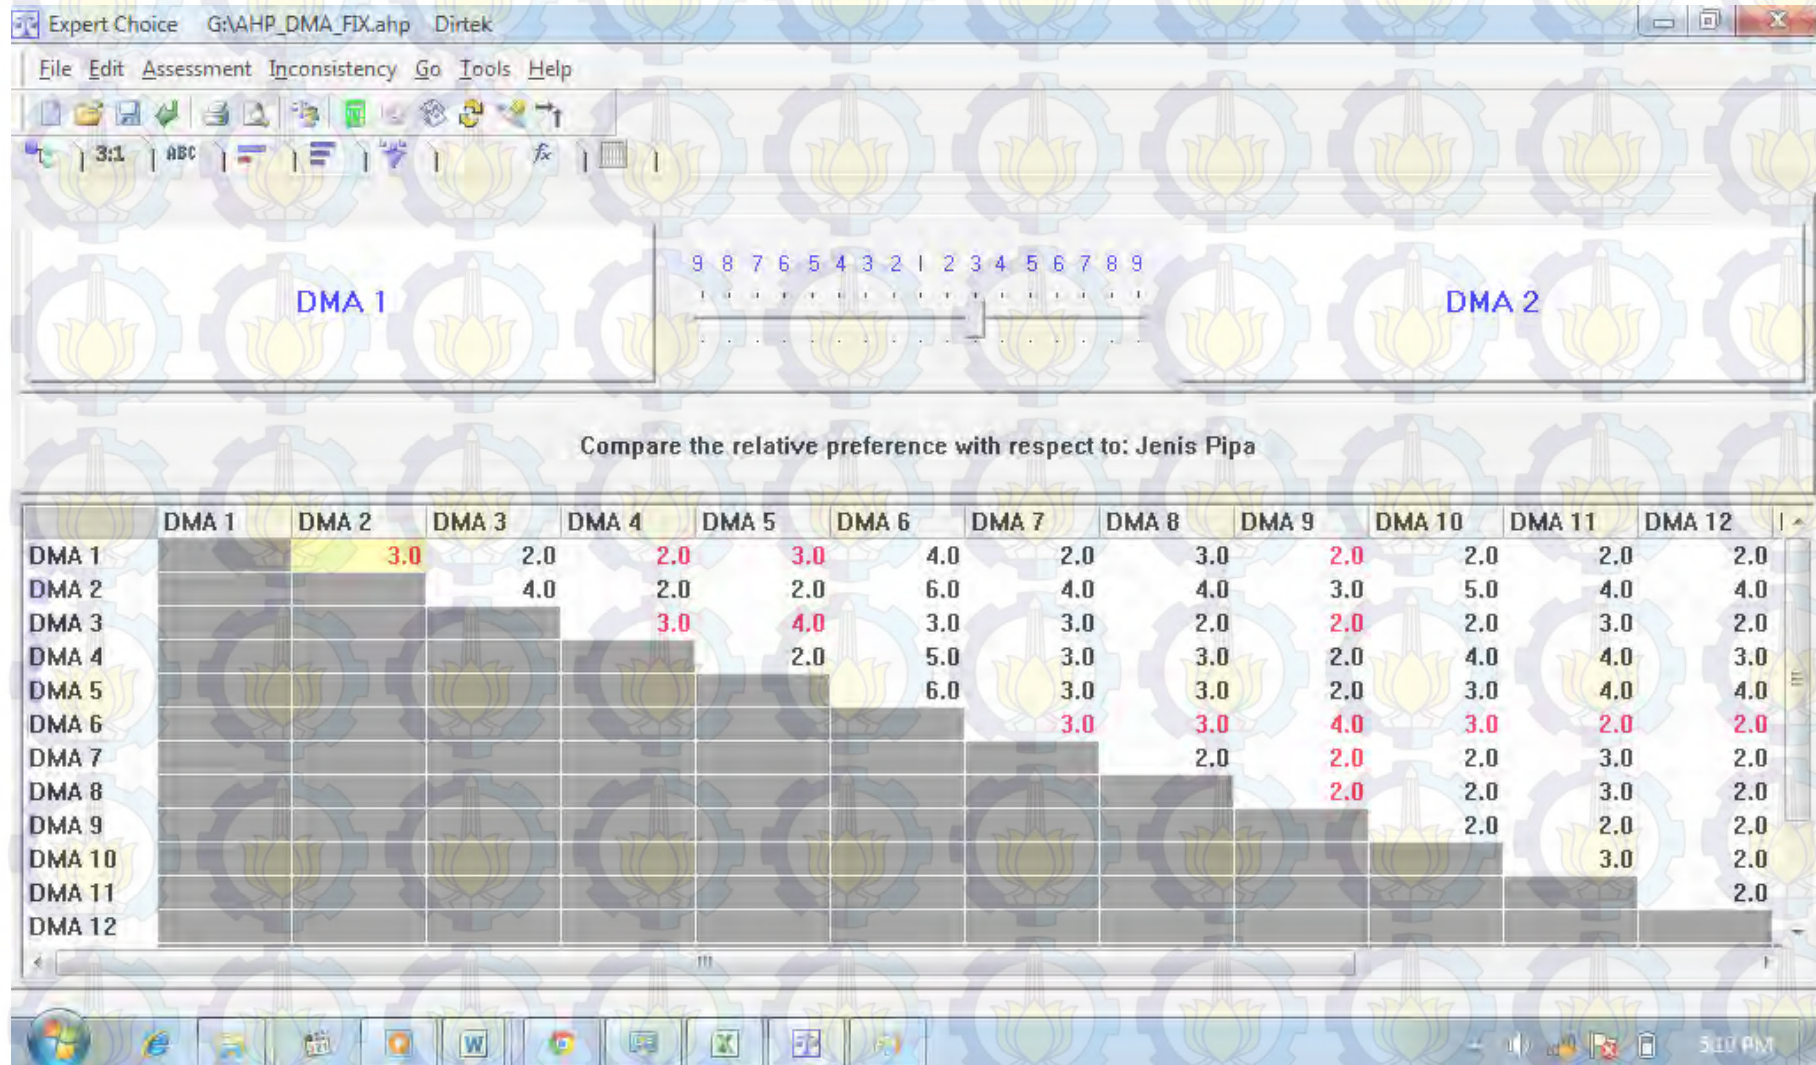 Expert Choice G:\AHP_DMA_FIX.ahp Dirtek
File Edit Assessment Inconsistency Go Tools Help
3:1 ABC fx
9 8 7 6 5 4 3 2 1 2 3 4 5 6 7 8 9
DMA 1 DMA 2
Compare the relative preference with respect to: Jenis Pipa
DMA 1 DMA 2 DMA 3 DMA 4 DMA 5 DMA 6 DMA 7 DMA 8 DMA 9 DMA 10 DMA 11 DMA 12
DMA 1 3.0 2.0 2.0 3.0 4.0 2.0 3.0 2.0 2.0 2.0 2.0
DMA 2 4.0 2.0 2.0 6.0 4.0 4.0 3.0 5.0 4.0 4.0
DMA 3 3.0 4.0 3.0 3.0 2.0 2.0 2.0 3.0 2.0
DMA 4 2.0 5.0 3.0 3.0 2.0 4.0 4.0 3.0
DMA 5 6.0 3.0 3.0 2.0 3.0 4.0 4.0
DMA 6 3.0 3.0 4.0 3.0 2.0 2.0
DMA 7 2.0 2.0 2.0 3.0 2.0
DMA 8 2.0 2.0 3.0 2.0
DMA 9 2.0 2.0 2.0
DMA 10 3.0 2.0
DMA 11 2.0
DMA 12